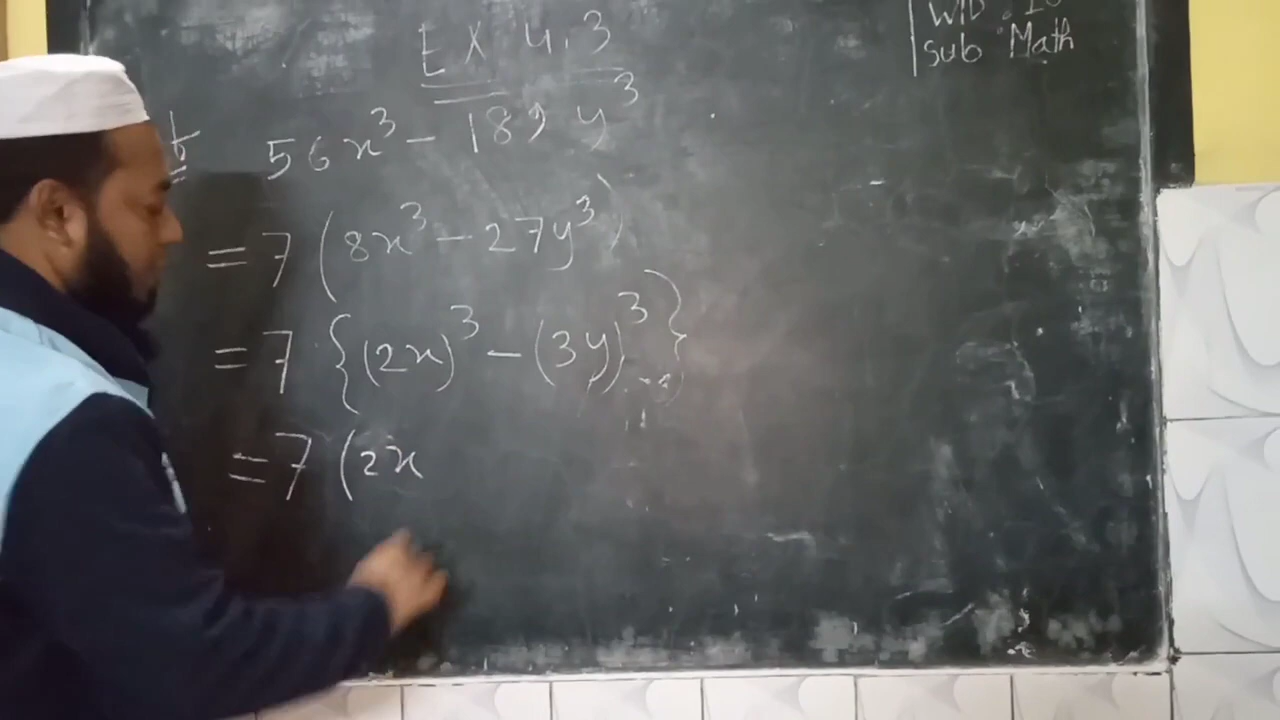 Ex 4.3
sub : Math
56x³ - 189y³
= 7 (8x³ - 27y³)
= 7 {(2x)³ - (3y)³}
= 7 (2x